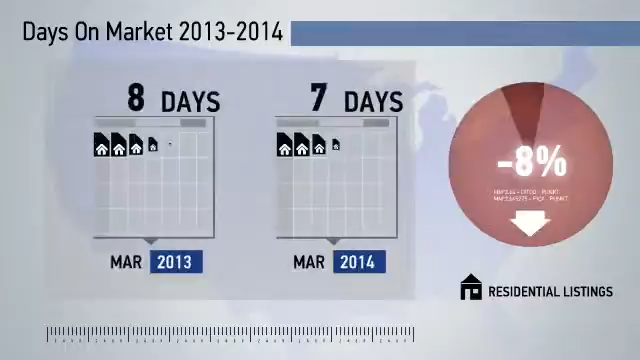 Days On Market 2013-2014
8 DAYS
7 DAYS
-8%
MAR 2013
MAR 2014
RESIDENTIAL LISTINGS